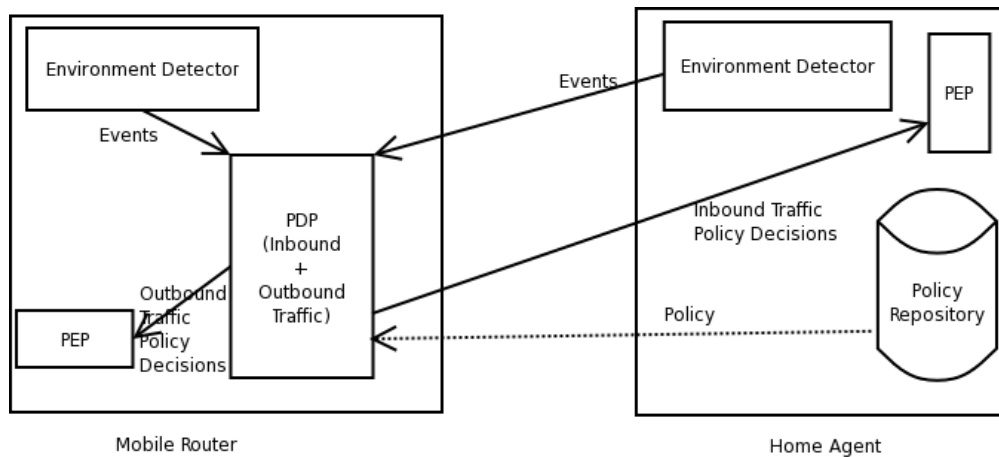 Environment Detector
Events
PDP
(Inbound
+
Outbound
Traffic)
Outbound
Traffic
Policy
Decisions
PEP
Mobile Router
Events
Environment Detector
PEP
Inbound Traffic
Policy Decisions
Policy
Policy
Repository
Home Agent